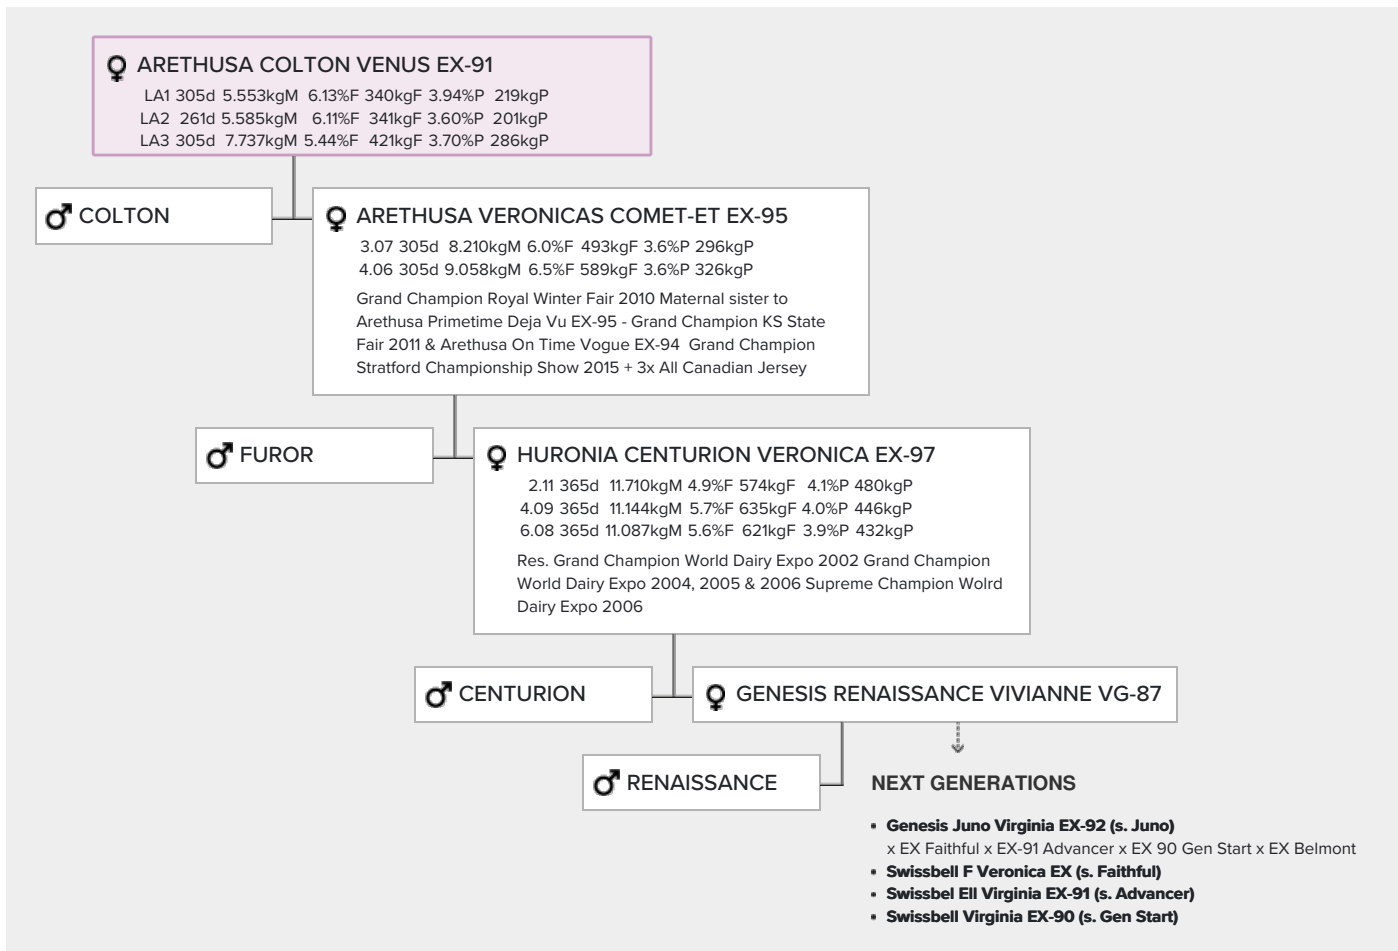 ARETHUSA COLTON VENUS EX-91
LA1 305d 5.553kgM 6.13%F 340kgF 3.94%P 219kgP
LA2 261d 5.585kgM 6.11%F 341kgF 3.60%P 201kgP
LA3 305d 7.737kgM 5.44%F 421kgF 3.70%P 286kgP
COLTON
ARETHUSA VERONICAS COMET-ET EX-95
3.07 305d 8.210kgM 6.0%F 493kgF 3.6%P 296kgP
4.06 305d 9.058kgM 6.5%F 589kgF 3.6%P 326kgP
Grand Champion Royal Winter Fair 2010 Maternal sister to
Arethusa Primetime Deja Vu EX-95 - Grand Champion KS State
Fair 2011 & Arethusa On Time Vogue EX-94 Grand Champion
Stratford Championship Show 2015 + 3x All Canadian Jersey
FUROR
HURONIA CENTURION VERONICA EX-97
2.11 365d 11.710kgM 4.9%F 574kgF 4.1%P 480kgP
4.09 365d 11.144kgM 5.7%F 635kgF 4.0%P 446kgP
6.08 365d 11.087kgM 5.6%F 621kgF 3.9%P 432kgP
Res. Grand Champion World Dairy Expo 2002 Grand Champion
World Dairy Expo 2004, 2005 & 2006 Supreme Champion Wolrd
Dairy Expo 2006
CENTURION
GENESIS RENAISSANCE VIVIANNE VG-87
RENAISSANCE
NEXT GENERATIONS
• Genesis Juno Virginia EX-92 (s. Juno)
x EX Faithful x EX-91 Advancer x EX 90 Gen Start x EX Belmont
• Swissbell F Veronica EX (s. Faithful)
• Swissbel Ell Virginia EX-91 (s. Advancer)
• Swissbell Virginia EX-90 (s. Gen Start)